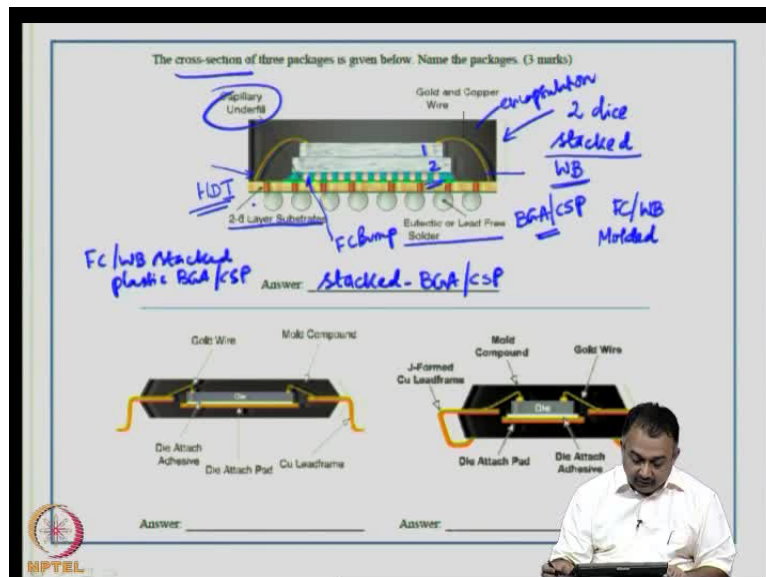 The cross-section of three packages is given below. Name the packages. (3 marks)
Capillary
Underfill
Gold and Copper
Wire
encapsulation
2 dice
stacked
WB
1
2
HDI
2-6 Layer Substrates
FC Bump
Eutectic or Lead Free
Solder
BGA/CSP
FC/WB
Molded
FC/WB stacked
plastic BGA/CSP
Answer: stacked - BGA/CSP
Gold Wire
Mold Compound
Die
Die Attach
Adhesive
Die Attach Pad
Cu Leadframe
Answer:
J-Formed
Cu Leadframe
Mold
Compound
Gold Wire
Die
Die Attach Pad
Die Attach
Adhesive
Answer:
NPTEL